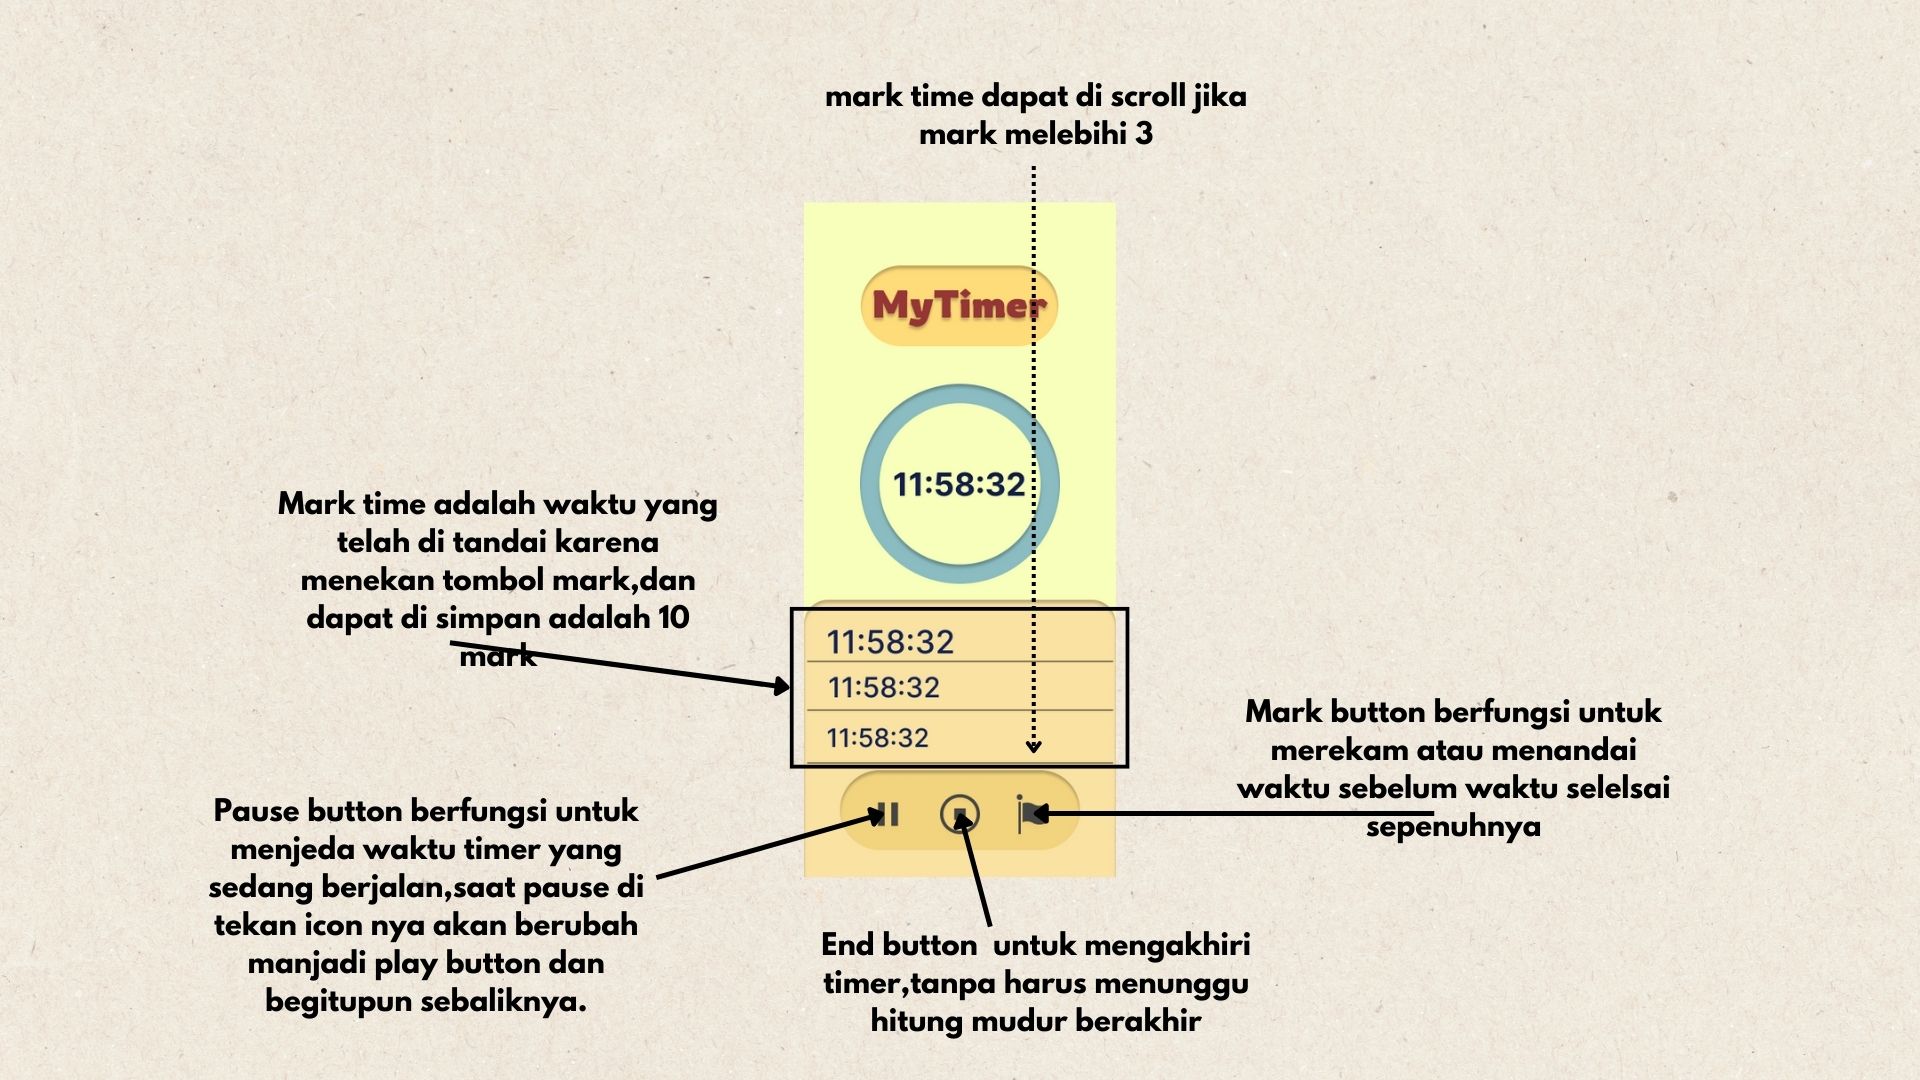 mark time dapat di scroll jika
mark melebihi 3
MyTimer
11:58:32
Mark time adalah waktu yang
telah di tandai karena
menekan tombol mark,dan
dapat di simpan adalah 10
mark
11:58:32
11:58:32
11:58:32
Mark button berfungsi untuk
merekam atau menandai
waktu sebelum waktu selelsai
sepenuhnya
Pause button berfungsi untuk
menjeda waktu timer yang
sedang berjalan,saat pause di
tekan icon nya akan berubah
manjadi play button dan
begitupun sebaliknya.
End button  untuk mengakhiri
timer,tanpa harus menunggu
hitung mudur berakhir